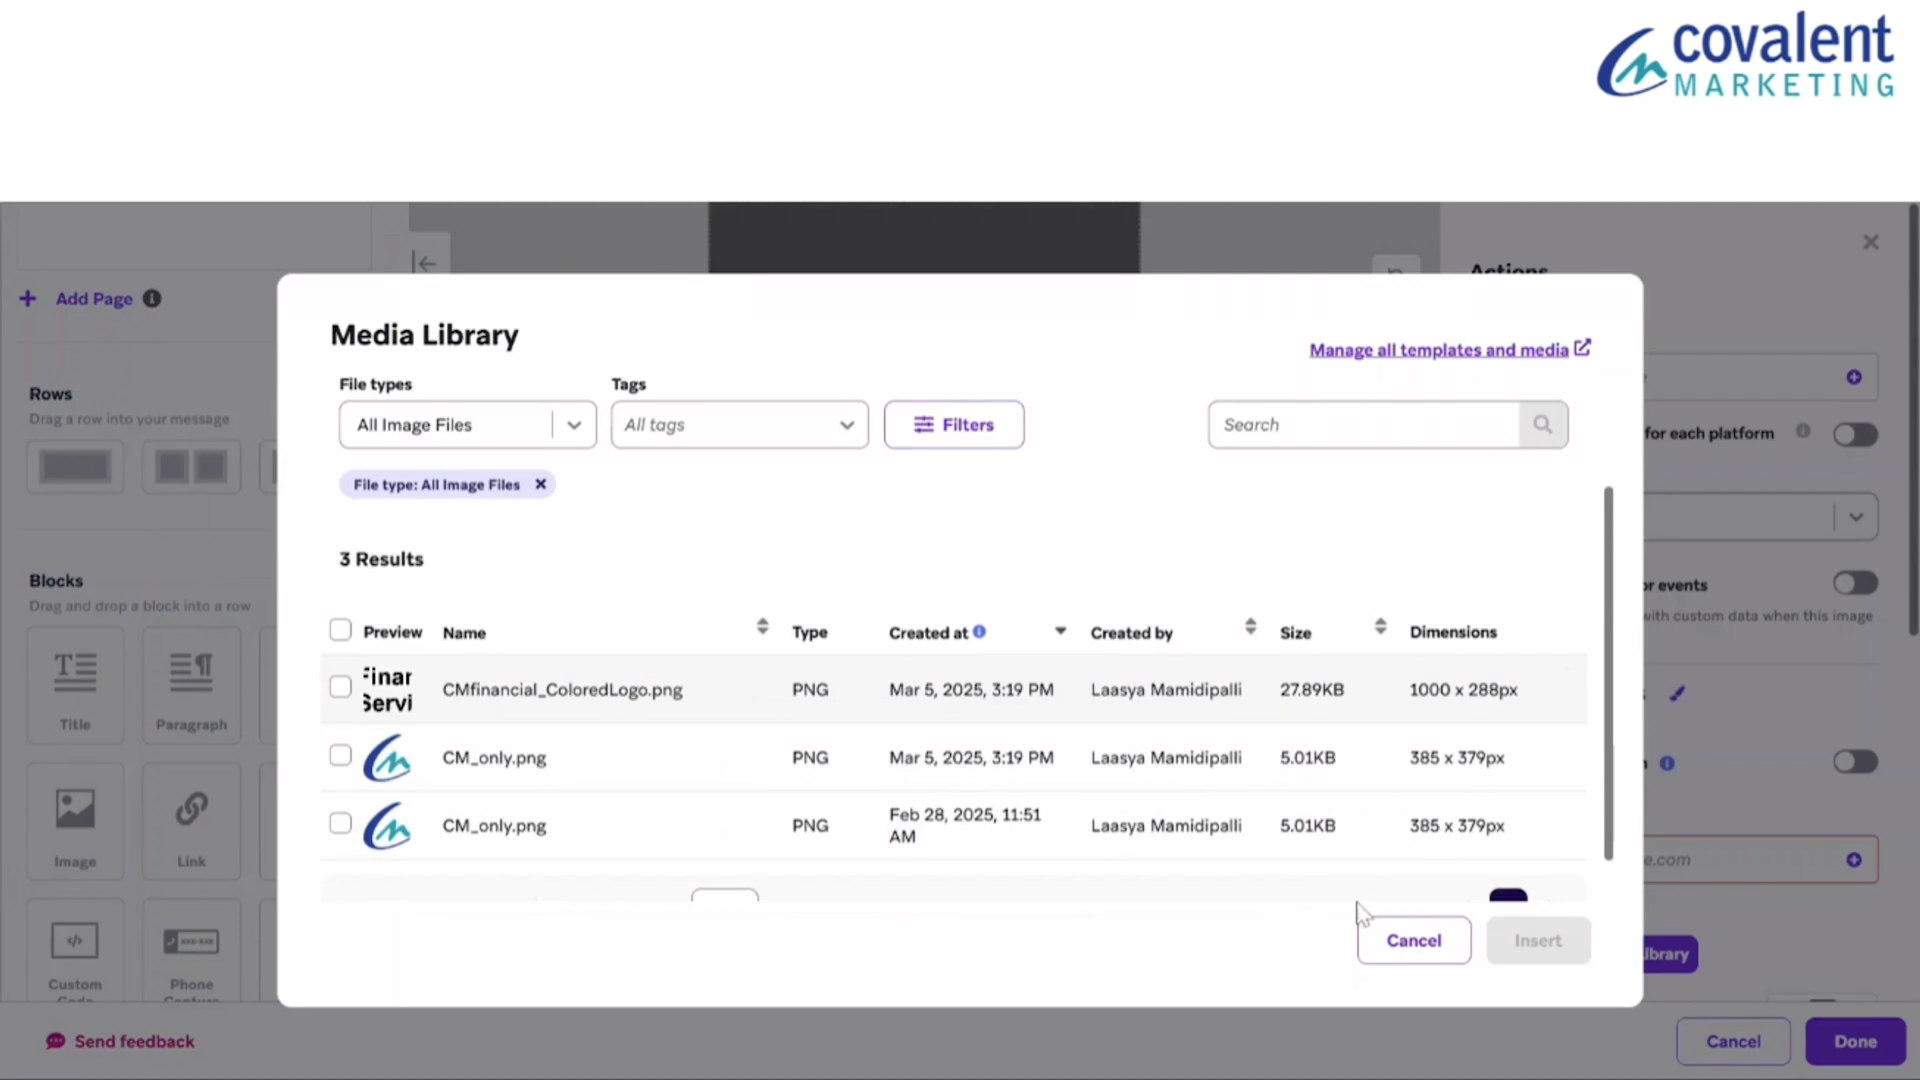 covalent
MARKETING
Actions
+ Add Page
Media Library
Manage all templates and media
File types
Tags
All Image Files
All tags
Filters
Search
Rows
Drag a row into your message
for each platform
File type: All Image Files ×
3 Results
Blocks
Drag and drop a block into a row
or events
with custom data when this image
Preview Name Type Created at Created by Size Dimensions
Finar
Servi
CMfinancial_ColoredLogo.png PNG Mar 5, 2025, 3:19 PM Laasya Mamidipalli 27.89KB 1000 x 288px
Title
Paragraph
CM_only.png PNG Mar 5, 2025, 3:19 PM Laasya Mamidipalli 5.01KB 385 x 379px
CM_only.png PNG Feb 28, 2025, 11:51
AM Laasya Mamidipalli 5.01KB 385 x 379px
Image
Link
e.com
Custom
Code
Phone
Capture
Cancel
Insert
ibrary
Send feedback
Cancel
Done